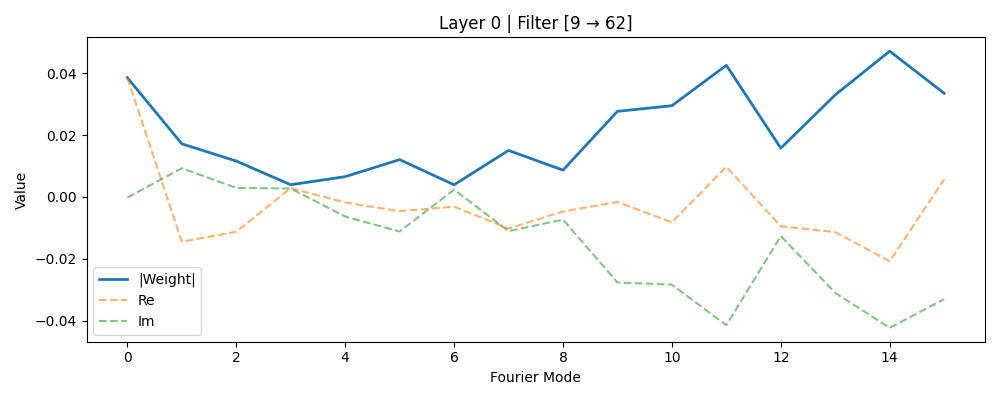 Layer 0 | Filter [9 → 62]
Value
0.04
0.02
0.00
−0.02
−0.04
|Weight|
Re
Im
0 2 4 6 8 10 12 14
Fourier Mode